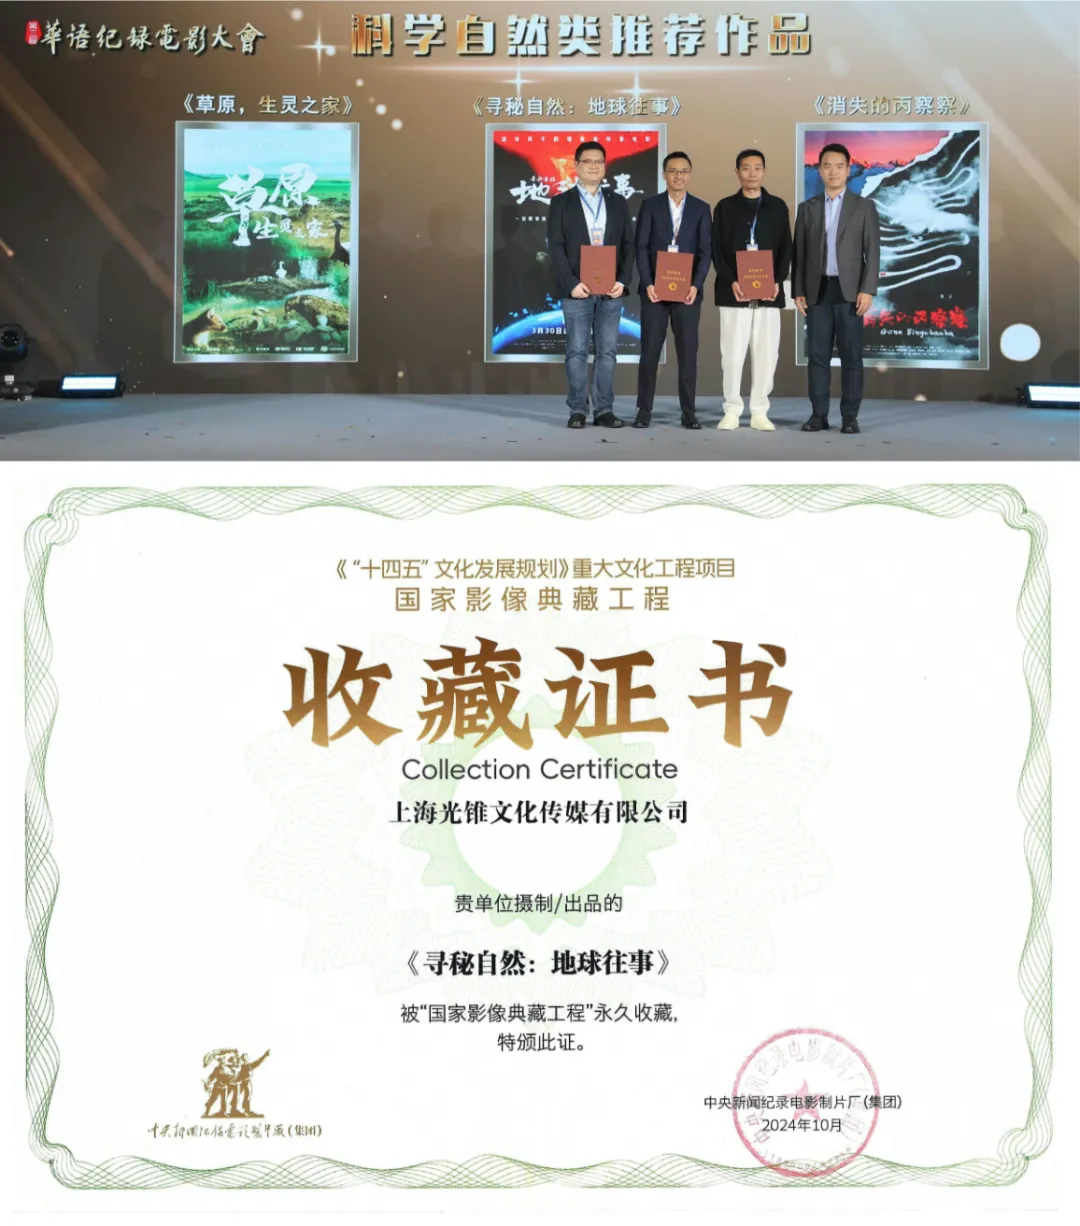 第二届
華语纪録電影大會
科学自然类推荐作品
《草原，生灵之家》
《寻秘自然：地球往事》
《消失的丙察察》
草原
生灵之家
地球往事
3月30日
消失的丙察察
Gone Bingchacha
《“十四五”文化发展规划》重大文化工程项目
国家影像典藏工程
收藏证书
Collection Certificate
上海光锥文化传媒有限公司
贵单位摄制/出品的
《寻秘自然：地球往事》
被“国家影像典藏工程”永久收藏，
特颁此证。
中央新闻纪录电影制片厂(集团)
中央新闻纪录电影制片厂(集团)
2024年10月